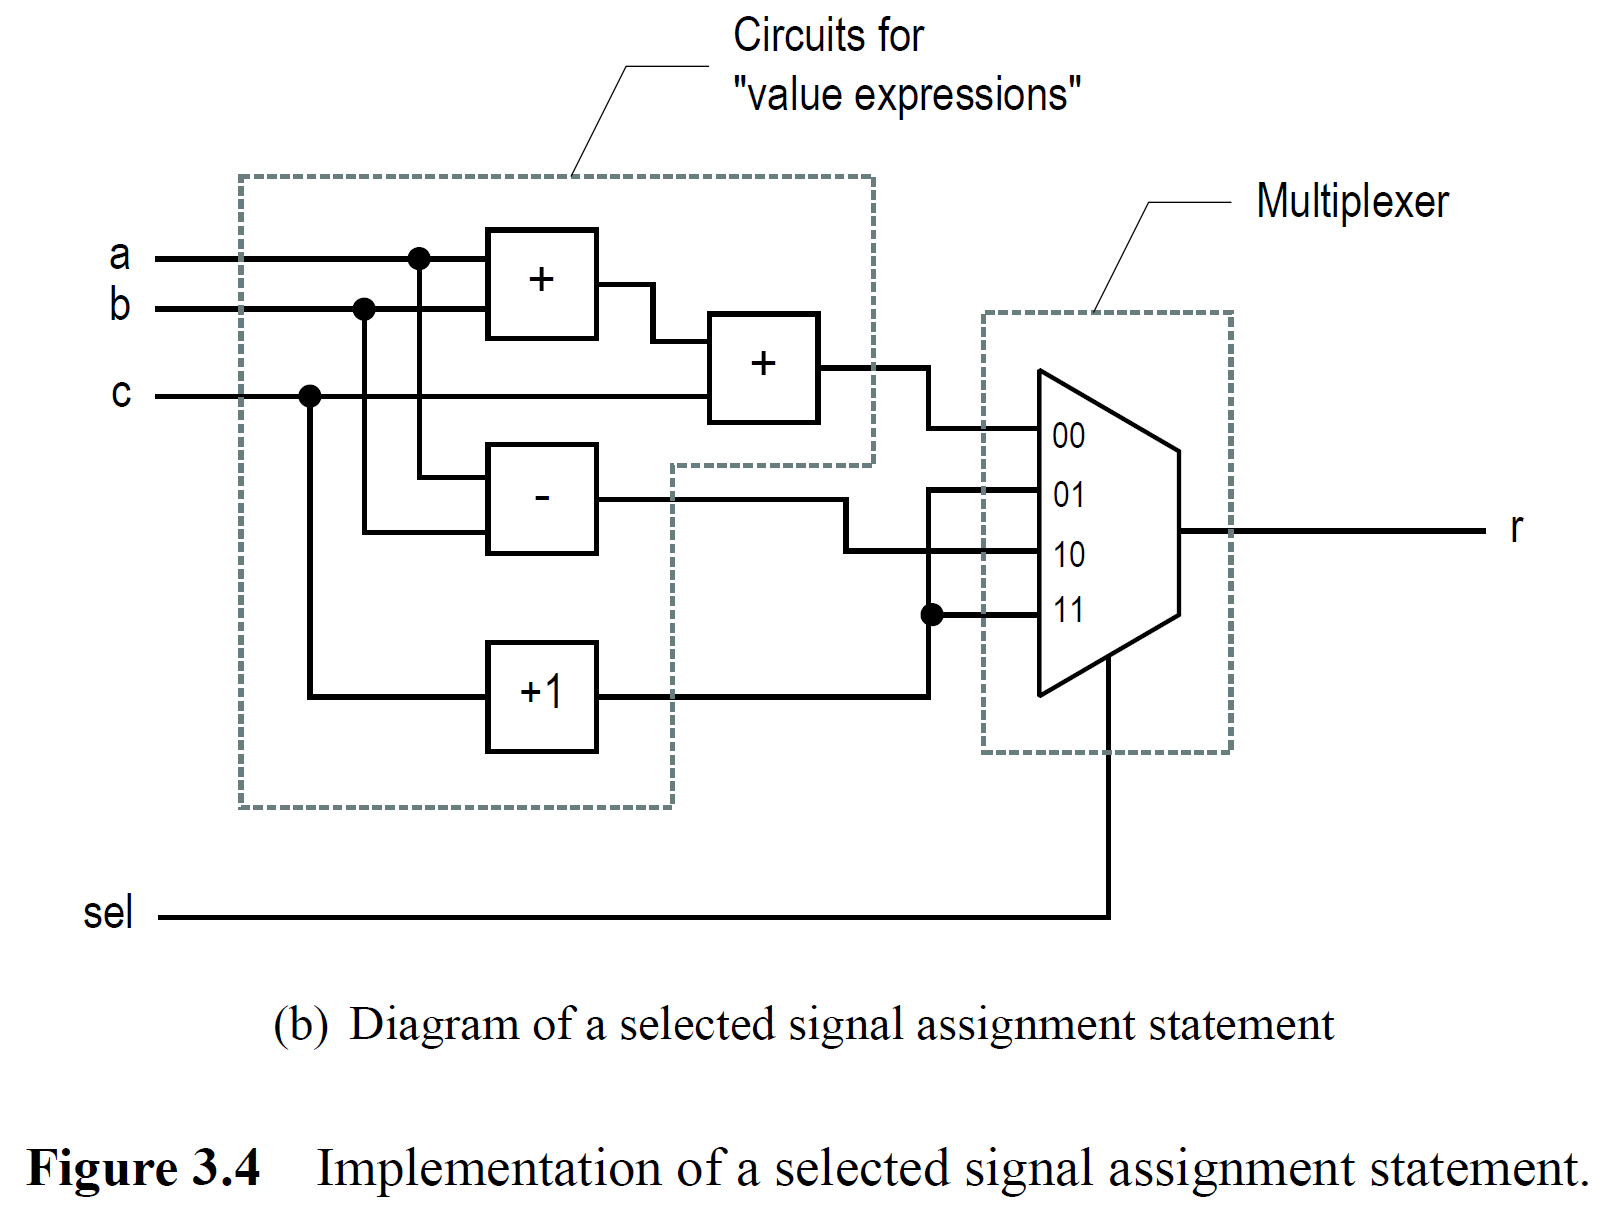 Circuits for
"value expressions"
Multiplexer
a
+
b
+
c
00
01
-
10
r
11
+1
sel
(b) Diagram of a selected signal assignment statement
Figure 3.4 Implementation of a selected signal assignment statement.